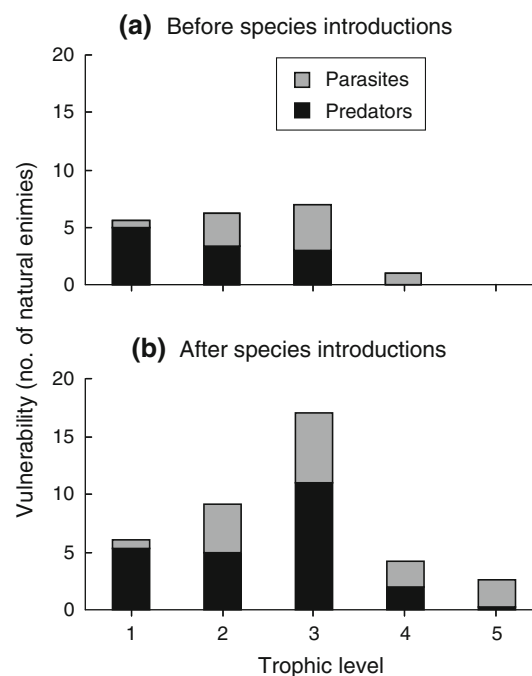 (a) Before species introductions
20
15
10
5
0
Parasites
Predators
Vulnerability (no. of natural enimies)
(b) After species introductions
20
15
10
5
0
1 2 3 4 5
Trophic level